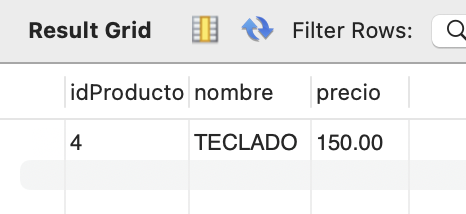 Result Grid Filter Rows:
idProducto nombre precio
4 TECLADO 150.00